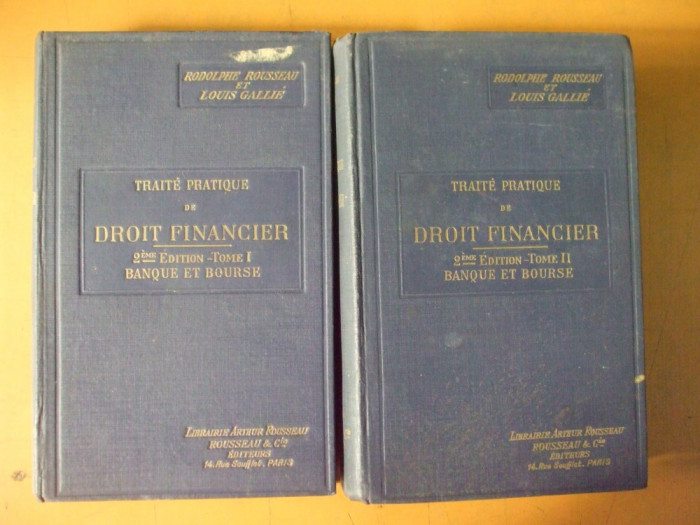 RODOLPHE ROUSSEAU
ET
LOUIS GALLIÉ
TRAITÉ PRATIQUE
DE
DROIT FINANCIER
2ÈME ÉDITION - TOME I
BANQUE ET BOURSE
LIBRAIRIE ARTHUR ROUSSEAU
ROUSSEAU & Cie
ÉDITEURS
14, Rue Soufflot, PARIS
RODOLPHE ROUSSEAU
ET
LOUIS GALLIÉ
TRAITÉ PRATIQUE
DE
DROIT FINANCIER
2ÈME ÉDITION - TOME II
BANQUE ET BOURSE
LIBRAIRIE ARTHUR ROUSSEAU
ROUSSEAU & Cie
ÉDITEURS
14, Rue Soufflot, PARIS